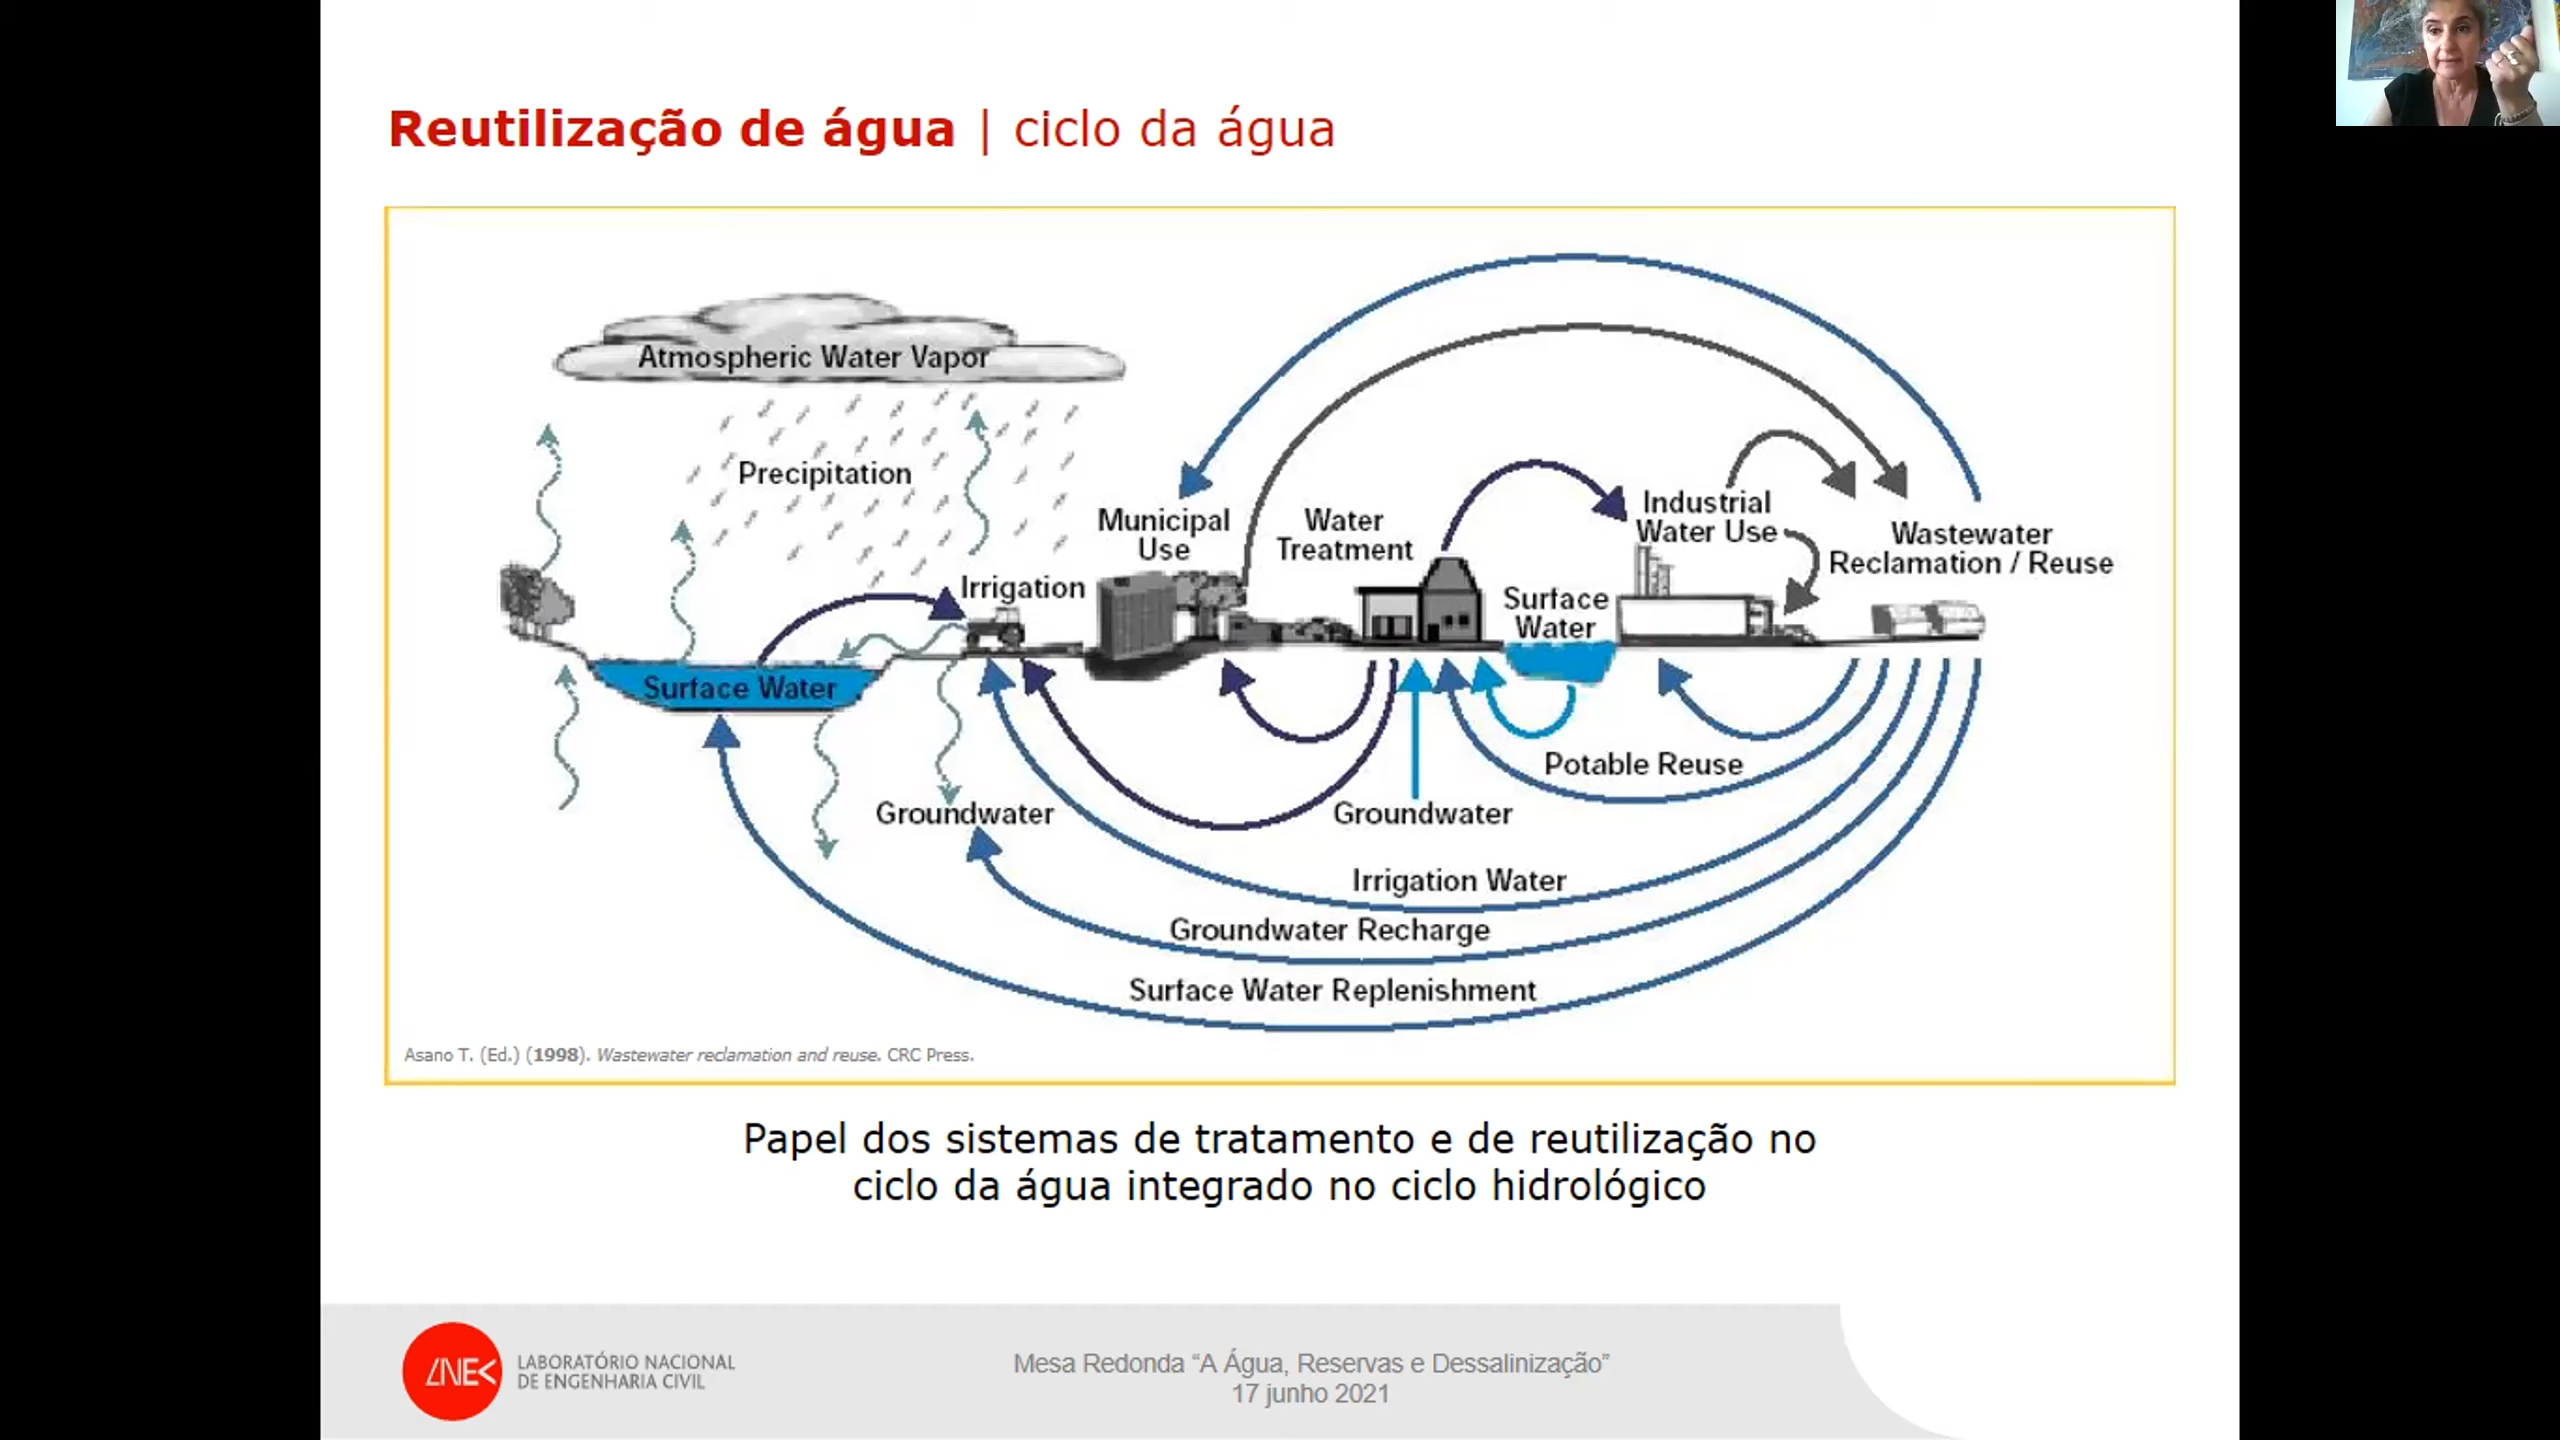 Reutilização de água | ciclo da água
Atmospheric Water Vapor
Precipitation
Irrigation
Municipal
Use
Water
Treatment
Surface
Water
Industrial
Water Use
Wastewater
Reclamation / Reuse
Surface Water
Groundwater
Groundwater
Potable Reuse
Irrigation Water
Groundwater Recharge
Surface Water Replenishment
Asano T. (Ed.) (1998). Wastewater reclamation and reuse. CRC Press.
Papel dos sistemas de tratamento e de reutilização no
ciclo da água integrado no ciclo hidrológico
LNEC
LABORATÓRIO NACIONAL
DE ENGENHARIA CIVIL
Mesa Redonda “A Água, Reservas e Dessalinização”
17 junho 2021